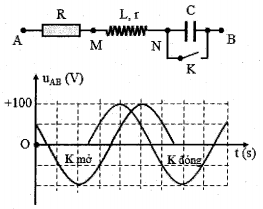 R L, r C
A M N B
K
u_AB (V)
+100
O K mở K đóng t (s)